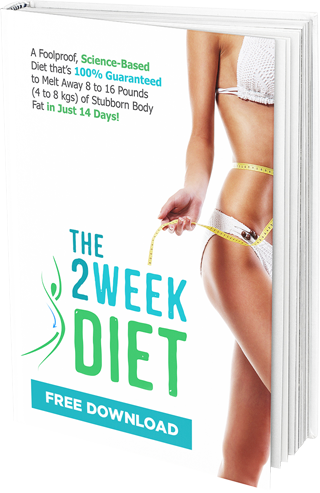 A Foolproof, Science-Based
Diet that's 100% Guaranteed
to Melt Away 8 to 16 Pounds
(4 to 8 kgs) of Stubborn Body
Fat in Just 14 Days!
THE
2WEEK
DIET
FREE DOWNLOAD